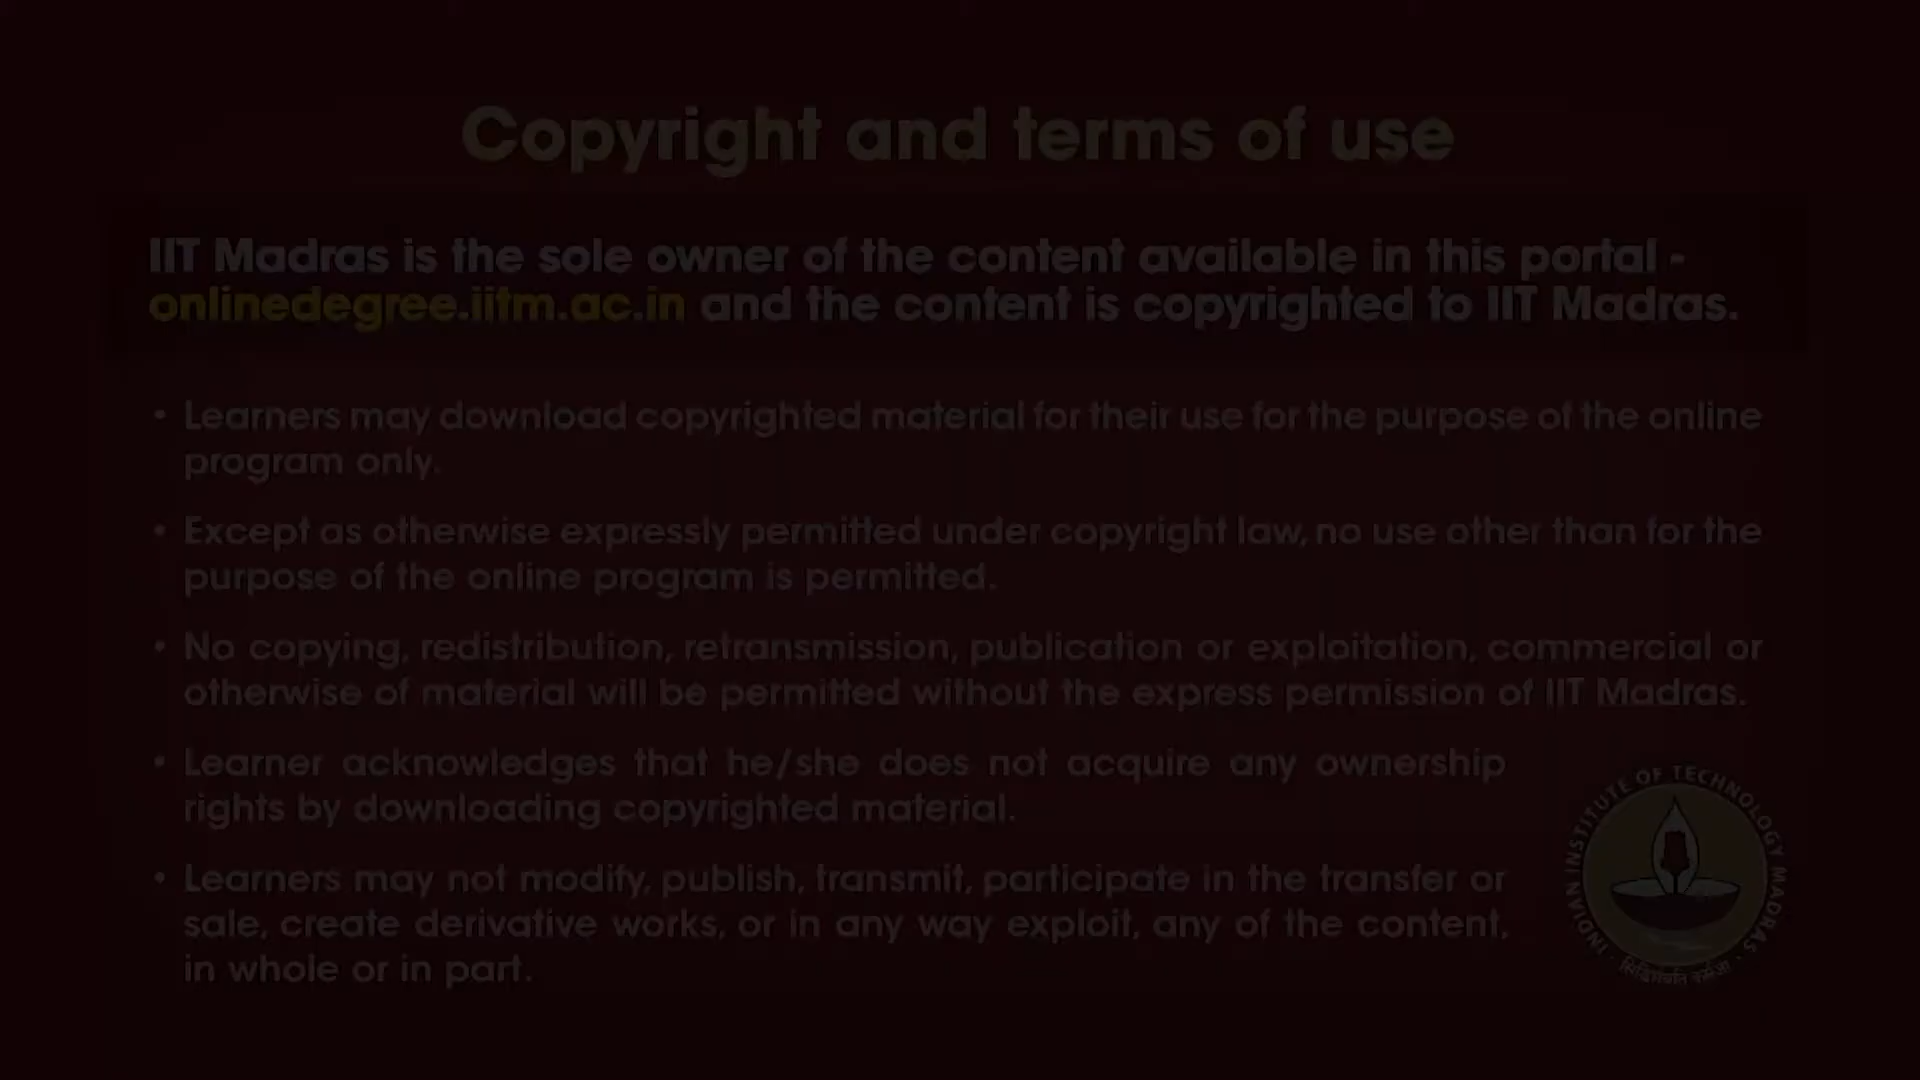 Copyright and terms of use
IIT Madras is the sole owner of the content available in this portal -
onlinedegree.iitm.ac.in and the content is copyrighted to IIT Madras.
• Learners may download copyrighted material for their use for the purpose of the online
program only.
• Except as otherwise expressly permitted under copyright law, no use other than for the
purpose of the online program is permitted.
• No copying, redistribution, retransmission, publication or exploitation, commercial or
otherwise of material will be permitted without the express permission of IIT Madras.
• Learner acknowledges that he/she does not acquire any ownership
rights by downloading copyrighted material.
• Learners may not modify, publish, transmit, participate in the transfer or
sale, create derivative works, or in any way exploit, any of the content,
in whole or in part.
INDIAN INSTITUTE OF TECHNOLOGY MADRAS